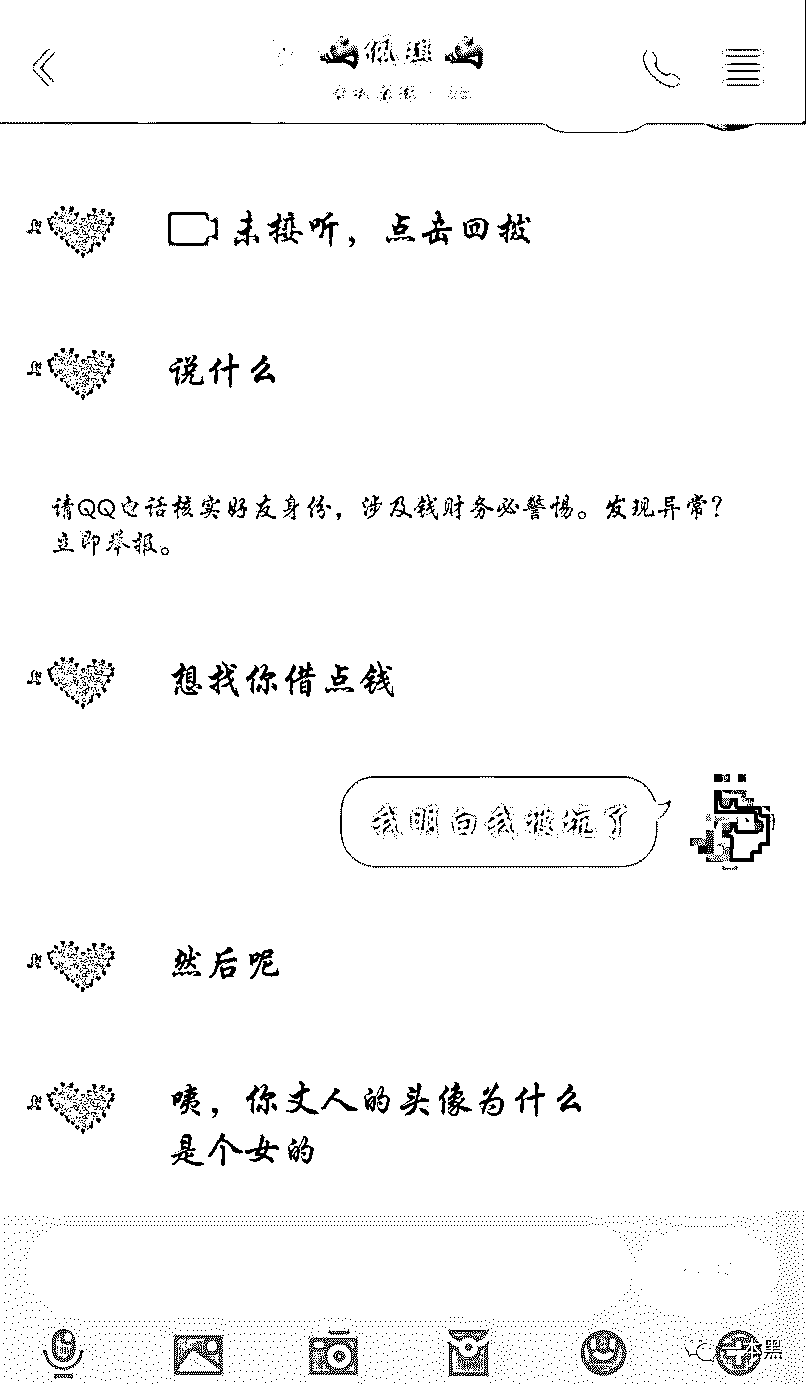 未接听，点击回拨
说什么
请QQ电话核实好友身份，涉及钱财务必警惕。发现异常？
立即举报。
想找你借点钱
我明白我被坑了
然后呢
咦，你丈人的头像为什么
是个女的
一本黑